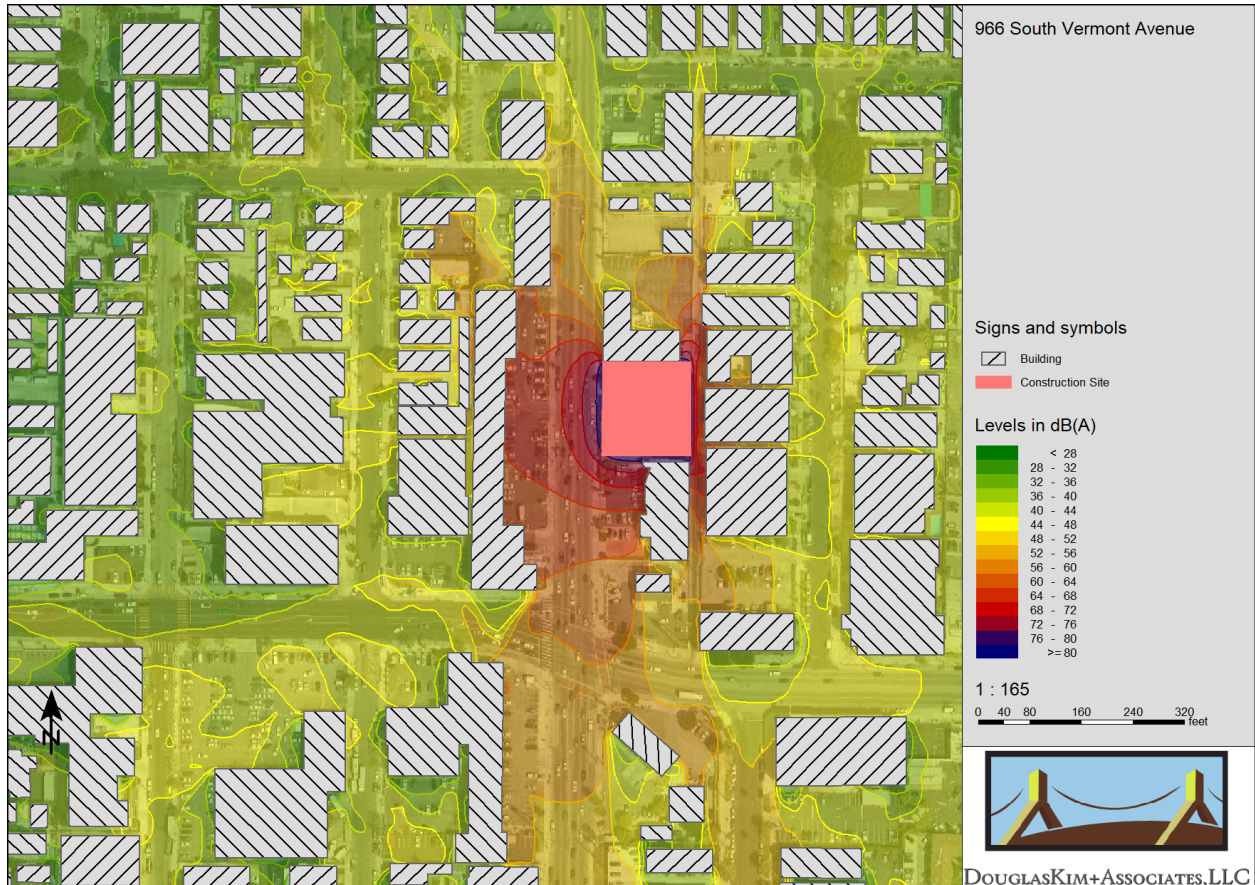 966 South Vermont Avenue
Signs and symbols
Building
Construction Site
Levels in dB(A)
< 28
28 - 32
32 - 36
36 - 40
40 - 44
44 - 48
48 - 52
52 - 56
56 - 60
60 - 64
64 - 68
68 - 72
72 - 76
76 - 80
>= 80
1 : 165
0 40 80 160 240 320
feet
N
DOUGLASKIM+ASSOCIATES,LLC